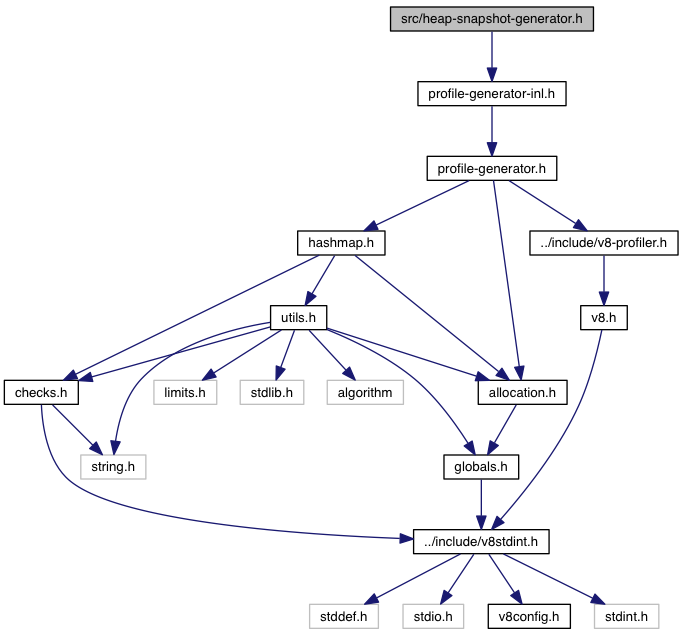 src/heap-snapshot-generator.h
profile-generator-inl.h
profile-generator.h
hashmap.h
../include/v8-profiler.h
utils.h
v8.h
checks.h
limits.h
stdlib.h
algorithm
allocation.h
string.h
globals.h
../include/v8stdint.h
stddef.h
stdio.h
v8config.h
stdint.h